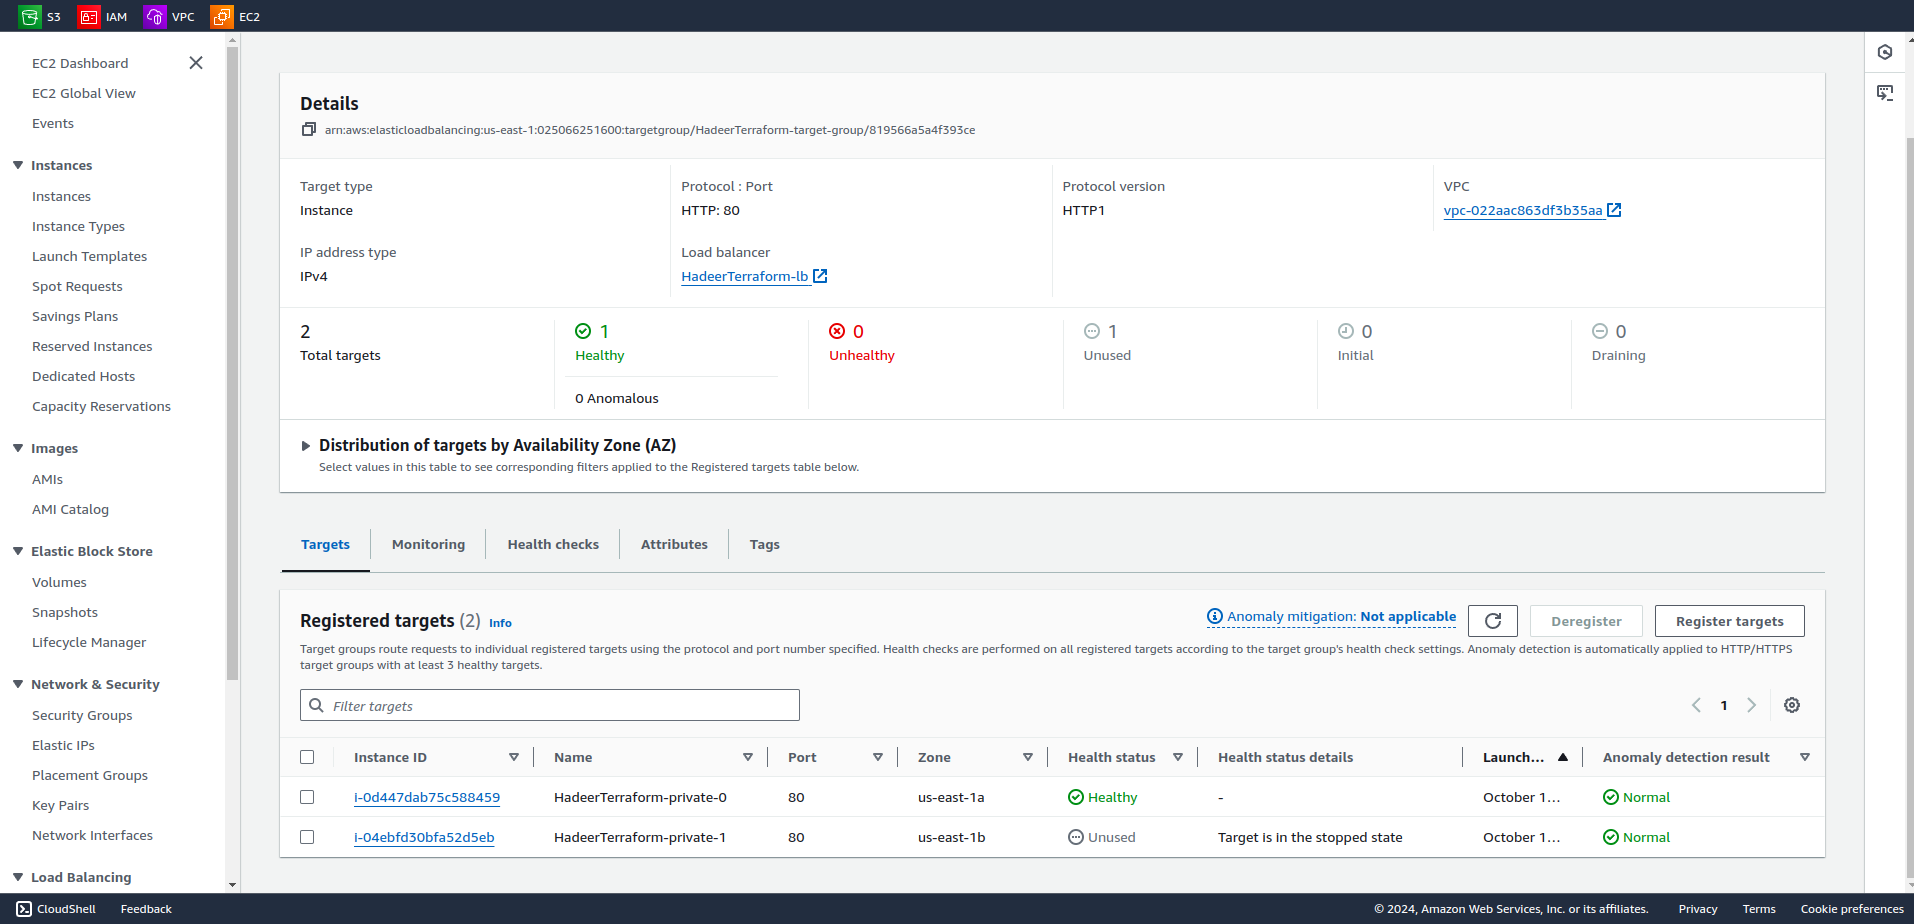 S3 IAM VPC EC2
EC2 Dashboard
EC2 Global View
Events
Instances
Instances
Instance Types
Launch Templates
Spot Requests
Savings Plans
Reserved Instances
Dedicated Hosts
Capacity Reservations
Images
AMIs
AMI Catalog
Elastic Block Store
Volumes
Snapshots
Lifecycle Manager
Network & Security
Security Groups
Elastic IPs
Placement Groups
Key Pairs
Network Interfaces
Load Balancing
Details
arn:aws:elasticloadbalancing:us-east-1:025066251600:targetgroup/HadeerTerraform-target-group/819566a5a4f393ce
Target type
Instance
Protocol : Port
HTTP: 80
Protocol version
HTTP1
VPC
vpc-022aac863df3b35aa
IP address type
IPv4
Load balancer
HadeerTerraform-lb
2
Total targets
1
Healthy
0 Anomalous
0
Unhealthy
1
Unused
0
Initial
0
Draining
Distribution of targets by Availability Zone (AZ)
Select values in this table to see corresponding filters applied to the Registered targets table below.
Targets Monitoring Health checks Attributes Tags
Registered targets (2) Info
Anomaly mitigation: Not applicable
Deregister
Register targets
Target groups route requests to individual registered targets using the protocol and port number specified. Health checks are performed on all registered targets according to the target group's health check settings. Anomaly detection is automatically applied to HTTP/HTTPS
target groups with at least 3 healthy targets.
Filter targets
1
Instance ID Name Port Zone Health status Health status details Launch... Anomaly detection result
i-0d447dab75c588459 HadeerTerraform-private-0 80 us-east-1a Healthy - October 1... Normal
i-04ebfd30bfa52d5eb HadeerTerraform-private-1 80 us-east-1b Unused Target is in the stopped state October 1... Normal
CloudShell Feedback © 2024, Amazon Web Services, Inc. or its affiliates. Privacy Terms Cookie preferences